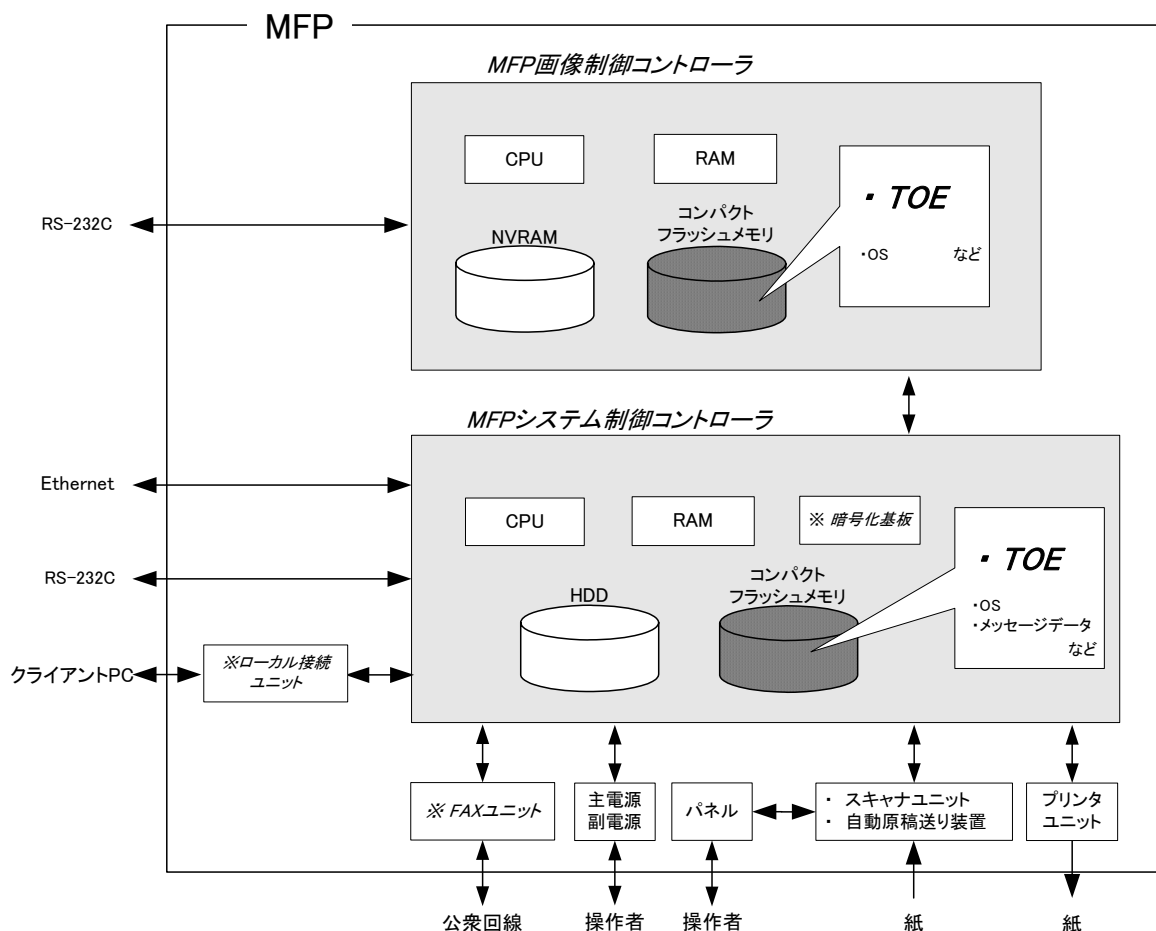 MFP
MFP画像制御コントローラ
CPU
RAM
・ TOE
・OS など
NVRAM
コンパクト
フラッシュメモリ
RS-232C
MFPシステム制御コントローラ
Ethernet
CPU
RAM
※ 暗号化基板
・ TOE
・OS
・メッセージデータ
など
RS-232C
HDD
コンパクト
フラッシュメモリ
クライアントPC
※ローカル接続
ユニット
※ FAXユニット
主電源
副電源
パネル
・ スキャナユニット
・ 自動原稿送り装置
プリンタ
ユニット
公衆回線
操作者
操作者
紙
紙